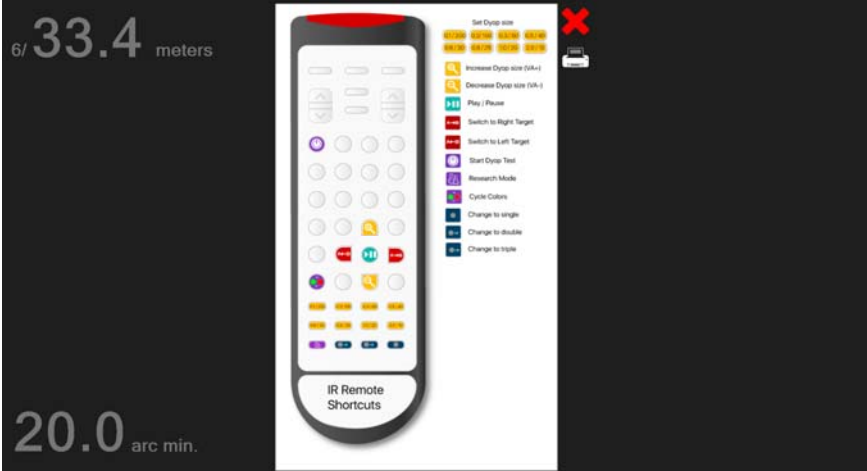 6/33.4 meters
Set Dyop size
Increase Dyop size (VA+)
Decrease Dyop size (VA-)
Play / Pause
Switch to Right Target
Switch to Left Target
Start Dyop Test
Research Mode
Cycle Colors
Change to single
Change to double
Change to triple
IR Remote
Shortcuts
20.0 arc min.